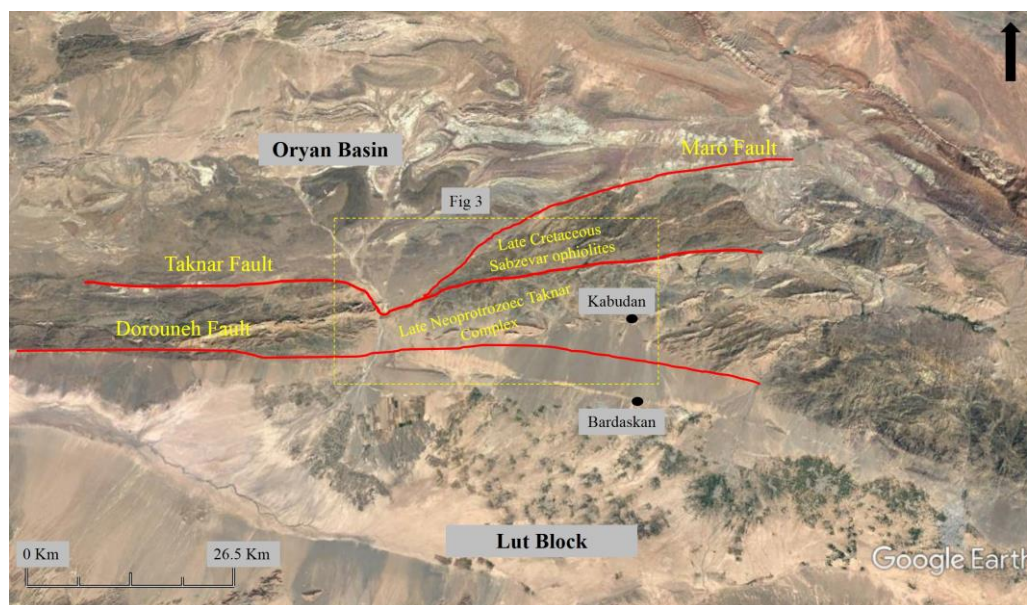 Oryan Basin
Maro Fault
Fig 3
Late Cretaceous
Sabzevar ophiolites
Taknar Fault
Kabudan
Late Neoprotrozoec Taknar
Complex
Dorouneh Fault
Bardaskan
Lut Block
0 Km
26.5 Km
Google Earth